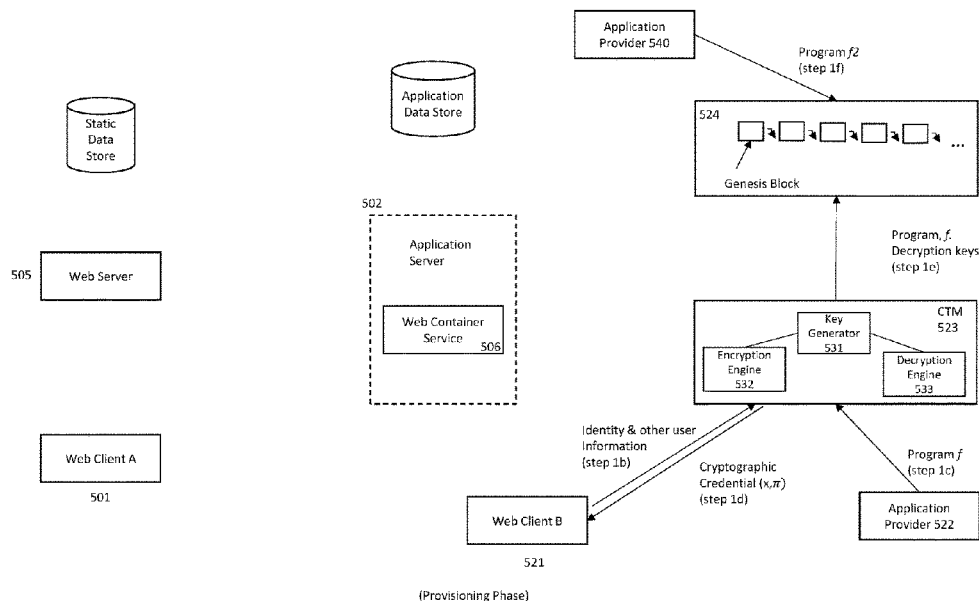 Application
Provider 540
Program f2
(step 1f)
Application
Data Store
Static
Data
Store
524
...
Genesis Block
502
Application
Server
Program, f.
Decryption keys
(step 1e)
505
Web Server
Web Container
Service
506
CTM
523
Key
Generator
531
Encryption
Engine
532
Decryption
Engine
533
Identity & other user
Information
(step 1b)
Cryptographic
Credential (x,π)
(step 1d)
Program f
(step 1c)
Web Client A
501
Web Client B
521
Application
Provider 522
(Provisioning Phase)